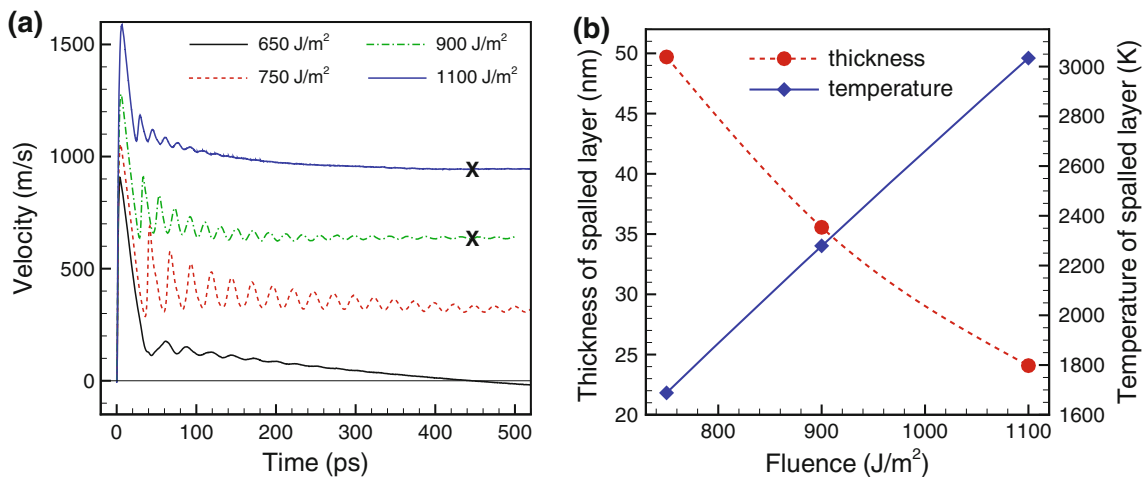 (a)
650 J/m²
900 J/m²
750 J/m²
1100 J/m²
1500
1000
500
0
Velocity (m/s)
X
X
0
100
200
300
400
500
Time (ps)
(b)
thickness
temperature
50
45
40
35
30
25
20
Thickness of spalled layer (nm)
3000
2800
2600
2400
2200
2000
1800
1600
Temperature of spalled layer (K)
800
900
1000
1100
Fluence (J/m²)